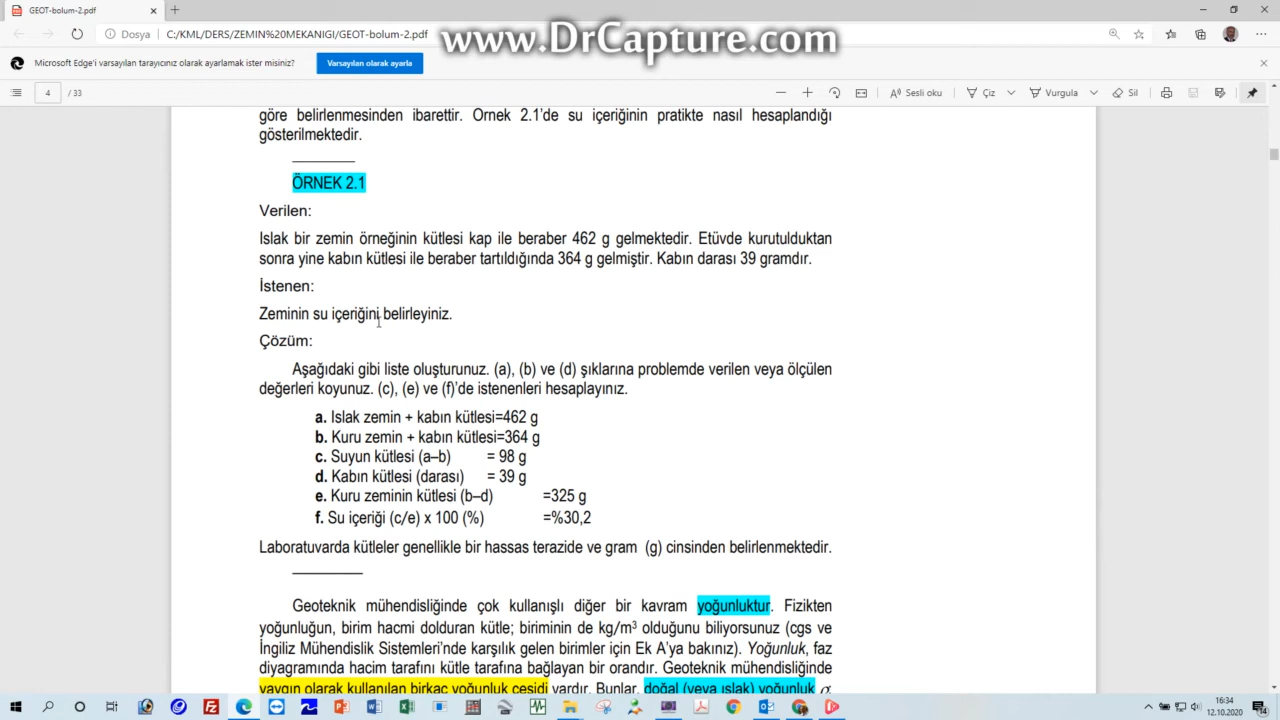 GEOT-bolum-2.pdf
www.DrCapture.com
Dosya C:/KML/DERS/ZEMIN%20MEKANIGI/GEOT-bolum-2.pdf
Microsoft Edge'i varsayılan tarayıcınız olarak ayarlamak ister misiniz? Varsayılan olarak ayarla
4 / 33 Sesli oku Çiz Vurgula Sil
göre belirlenmesinden ibarettir. Örnek 2.1'de su içeriğinin pratikte nasıl hesaplandığı
gösterilmektedir.
ÖRNEK 2.1
Verilen:
Islak bir zemin örneğinin kütlesi kap ile beraber 462 g gelmektedir. Etüvde kurutulduktan
sonra yine kabın kütlesi ile beraber tartıldığında 364 g gelmiştir. Kabın darası 39 gramdır.
İstenen:
Zeminin su içeriğini belirleyiniz.
Çözüm:
Aşağıdaki gibi liste oluşturunuz. (a), (b) ve (d) şıklarına problemde verilen veya ölçülen
değerleri koyunuz. (c), (e) ve (f)'de istenenleri hesaplayınız.
a. Islak zemin + kabın kütlesi=462 g
b. Kuru zemin + kabın kütlesi=364 g
c. Suyun kütlesi (a–b) = 98 g
d. Kabın kütlesi (darası) = 39 g
e. Kuru zeminin kütlesi (b–d) =325 g
f. Su içeriği (c/e) x 100 (%) =%30,2
Laboratuvarda kütleler genellikle bir hassas terazide ve gram (g) cinsinden belirlenmektedir.
Geoteknik mühendisliğinde çok kullanışlı diğer bir kavram yoğunluktur. Fizikten
yoğunluğun, birim hacmi dolduran kütle; biriminin de kg/m³ olduğunu biliyorsunuz (cgs ve
İngiliz Mühendislik Sistemleri'nde karşılık gelen birimler için Ek A'ya bakınız). Yoğunluk, faz
diyagramında hacim tarafını kütle tarafına bağlayan bir orandır. Geoteknik mühendisliğinde
yaygın olarak kullanılan birkaç yoğunluk çeşidi vardır. Bunlar, doğal (veya ıslak) yoğunluk
16:34
12.10.2020